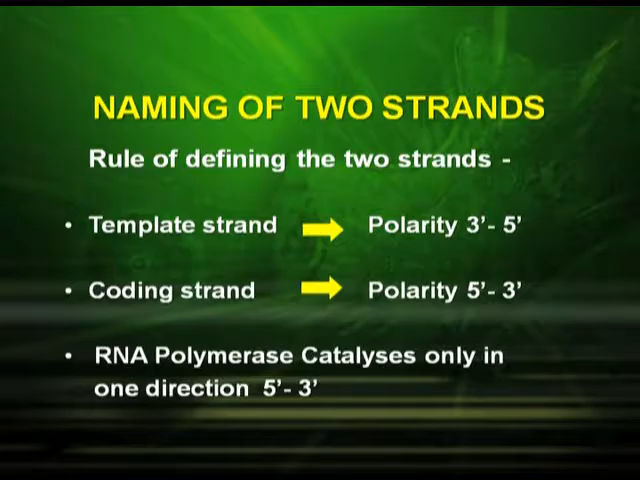 NAMING OF TWO STRANDS
Rule of defining the two strands -
• Template strand Polarity 3’- 5’
• Coding strand Polarity 5’- 3’
• RNA Polymerase Catalyses only in
one direction 5’- 3’